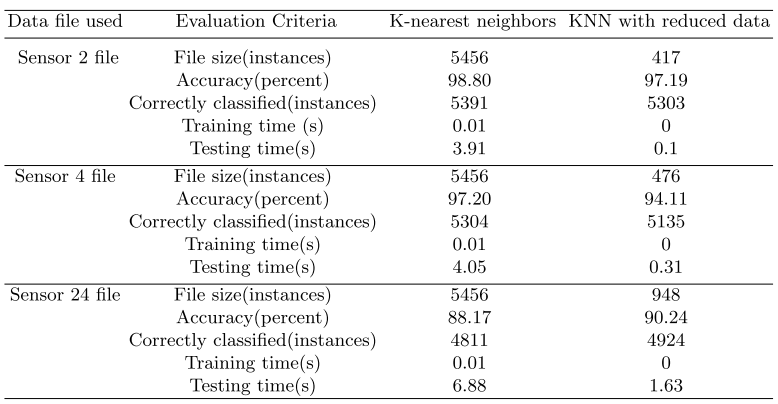 Data file used Evaluation Criteria K-nearest neighbors KNN with reduced data
Sensor 2 file File size(instances) 5456 417
Accuracy(percent) 98.80 97.19
Correctly classified(instances) 5391 5303
Training time (s) 0.01 0
Testing time(s) 3.91 0.1
Sensor 4 file File size(instances) 5456 476
Accuracy(percent) 97.20 94.11
Correctly classified(instances) 5304 5135
Training time(s) 0.01 0
Testing time(s) 4.05 0.31
Sensor 24 file File size(instances) 5456 948
Accuracy(percent) 88.17 90.24
Correctly classified(instances) 4811 4924
Training time(s) 0.01 0
Testing time(s) 6.88 1.63